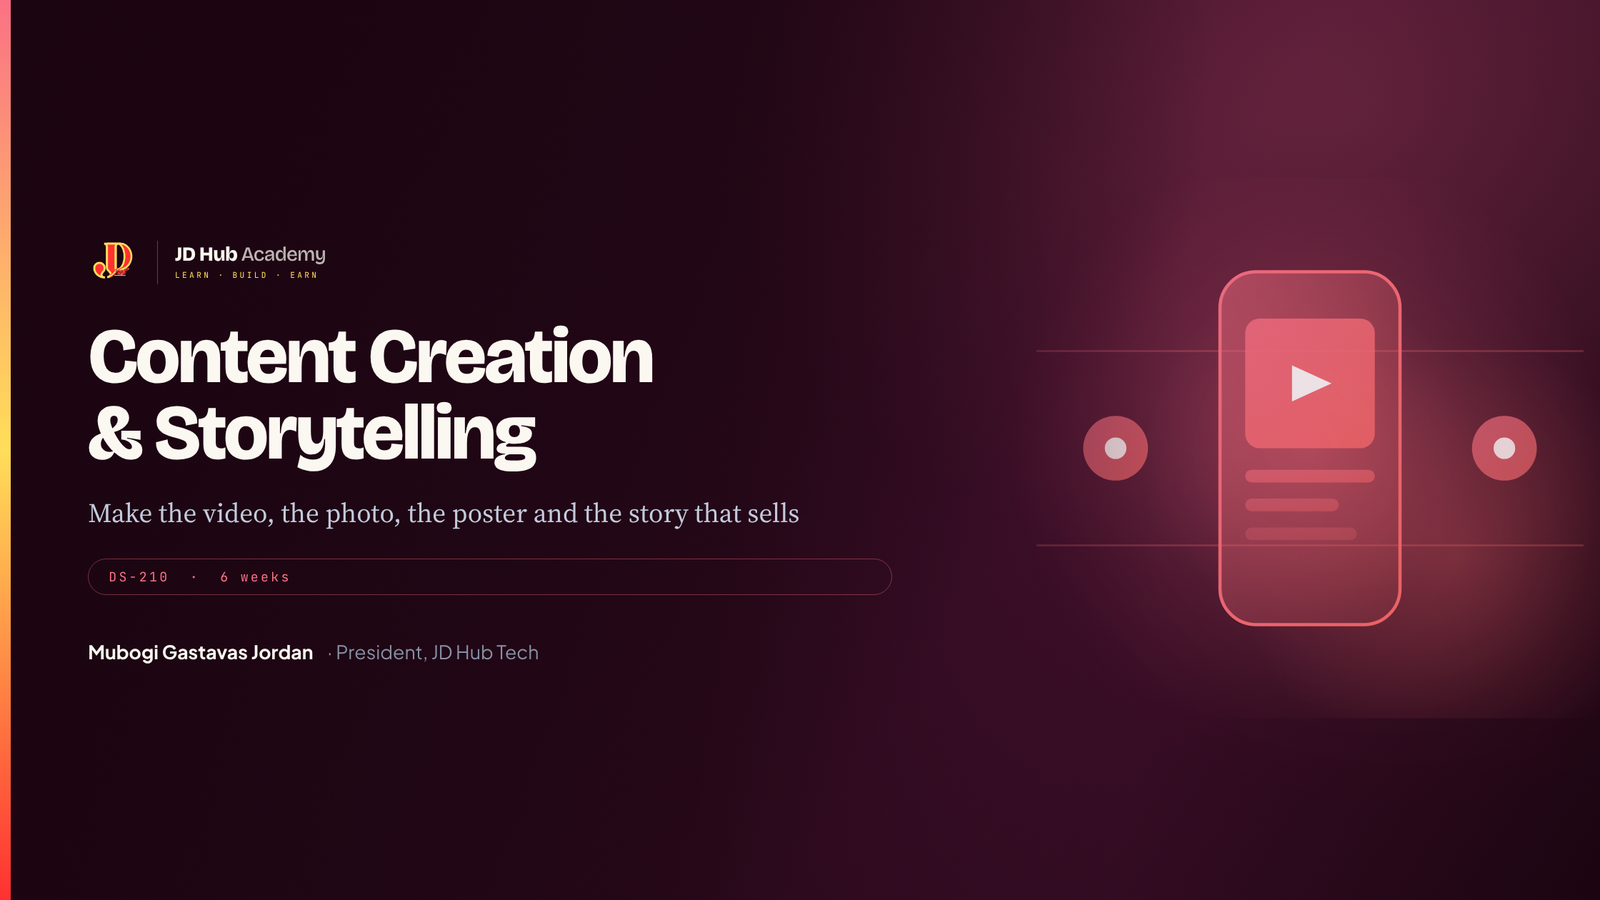 JD
JD Hub Academy
LEARN · BUILD · EARN
Content Creation
& Storytelling
Make the video, the photo, the poster and the story that sells
DS-210 · 6 weeks
Mubogi Gastavas Jordan · President, JD Hub Tech